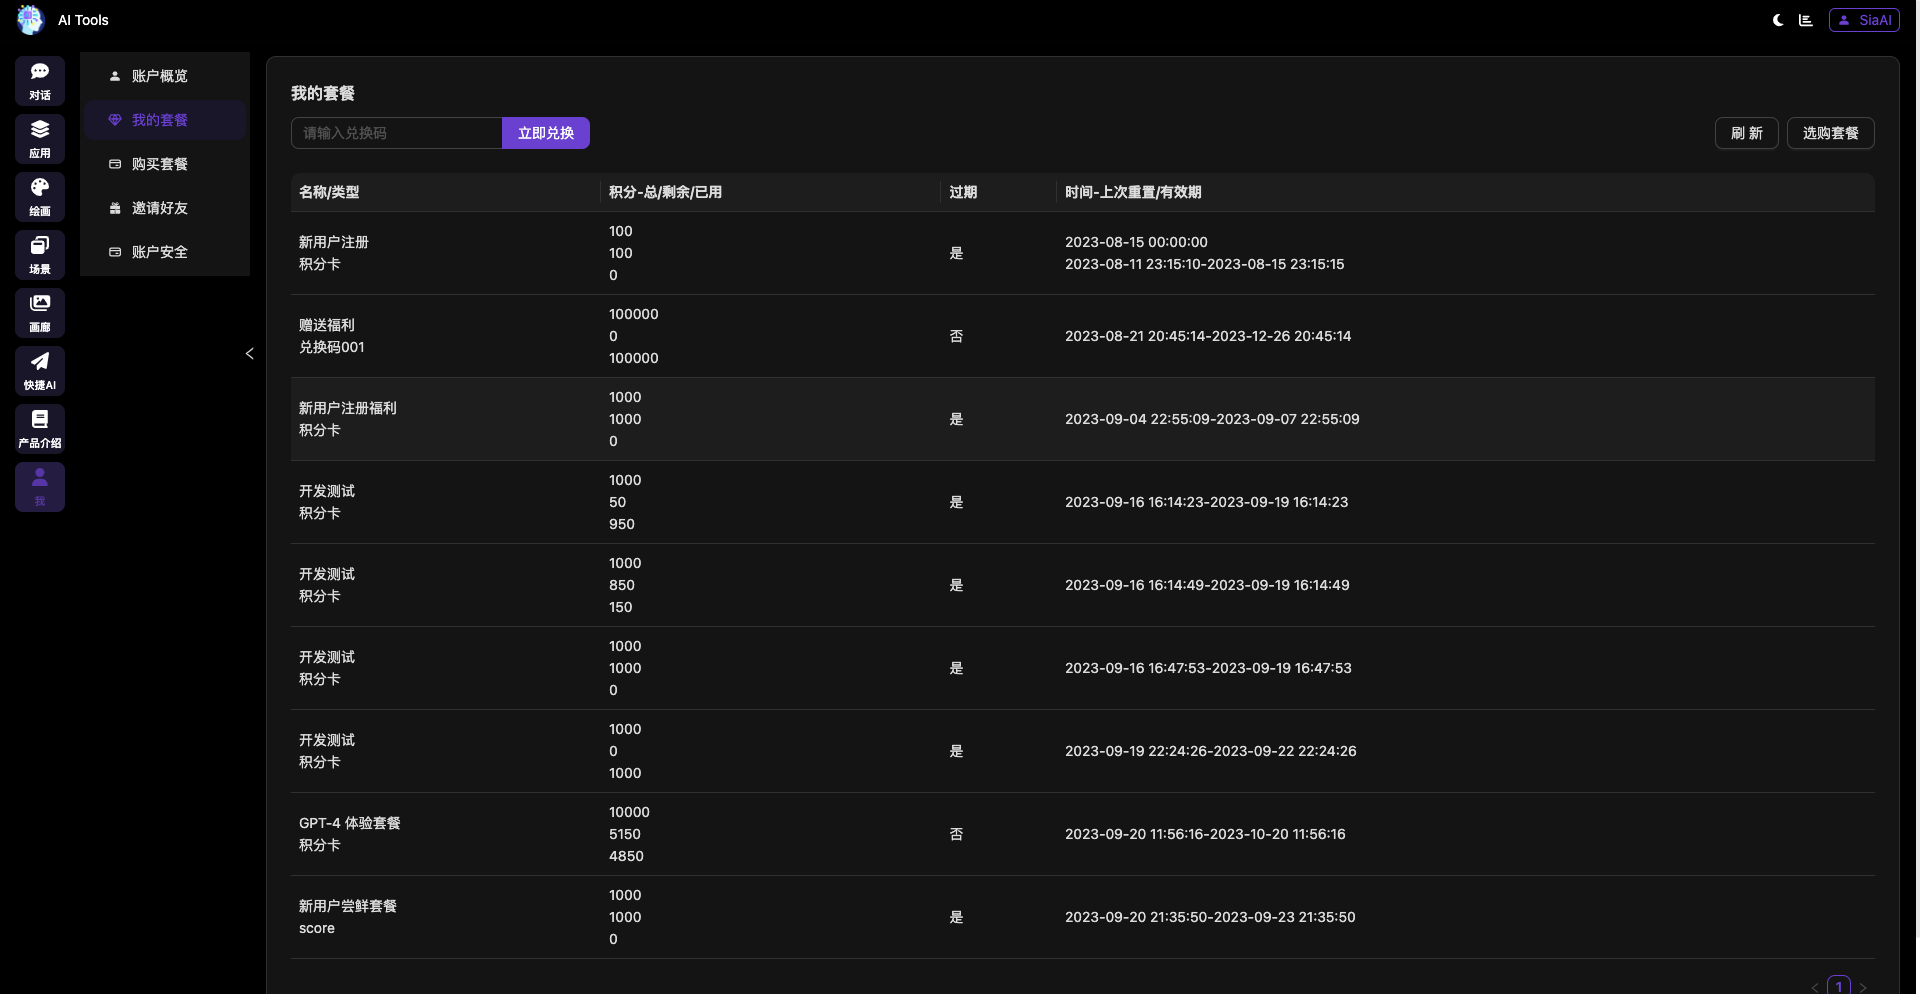 AI Tools
SiaAI
对话
应用
绘画
场景
画廊
快捷AI
产品介绍
我
账户概览
我的套餐
购买套餐
邀请好友
账户安全
我的套餐
请输入兑换码
立即兑换
刷 新
选购套餐
名称/类型
积分-总/剩余/已用
过期
时间-上次重置/有效期
新用户注册
积分卡
100
100
0
是
2023-08-15 00:00:00
2023-08-11 23:15:10-2023-08-15 23:15:15
赠送福利
兑换码001
100000
0
100000
否
2023-08-21 20:45:14-2023-12-26 20:45:14
新用户注册福利
积分卡
1000
1000
0
是
2023-09-04 22:55:09-2023-09-07 22:55:09
开发测试
积分卡
1000
50
950
是
2023-09-16 16:14:23-2023-09-19 16:14:23
开发测试
积分卡
1000
850
150
是
2023-09-16 16:14:49-2023-09-19 16:14:49
开发测试
积分卡
1000
1000
0
是
2023-09-16 16:47:53-2023-09-19 16:47:53
开发测试
积分卡
1000
0
1000
是
2023-09-19 22:24:26-2023-09-22 22:24:26
GPT-4 体验套餐
积分卡
10000
5150
4850
否
2023-09-20 11:56:16-2023-10-20 11:56:16
新用户尝鲜套餐
score
1000
1000
0
是
2023-09-20 21:35:50-2023-09-23 21:35:50
1